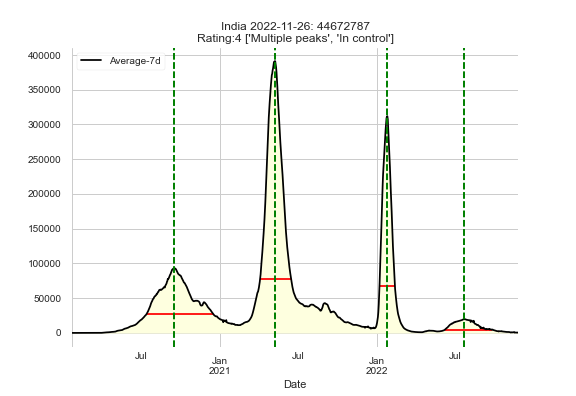 India 2022-11-26: 44672787
Rating:4 ['Multiple peaks', 'In control']
Average-7d
400000
350000
300000
250000
200000
150000
100000
50000
0
Jul
Jan
2021
Jul
Jan
2022
Jul
Date